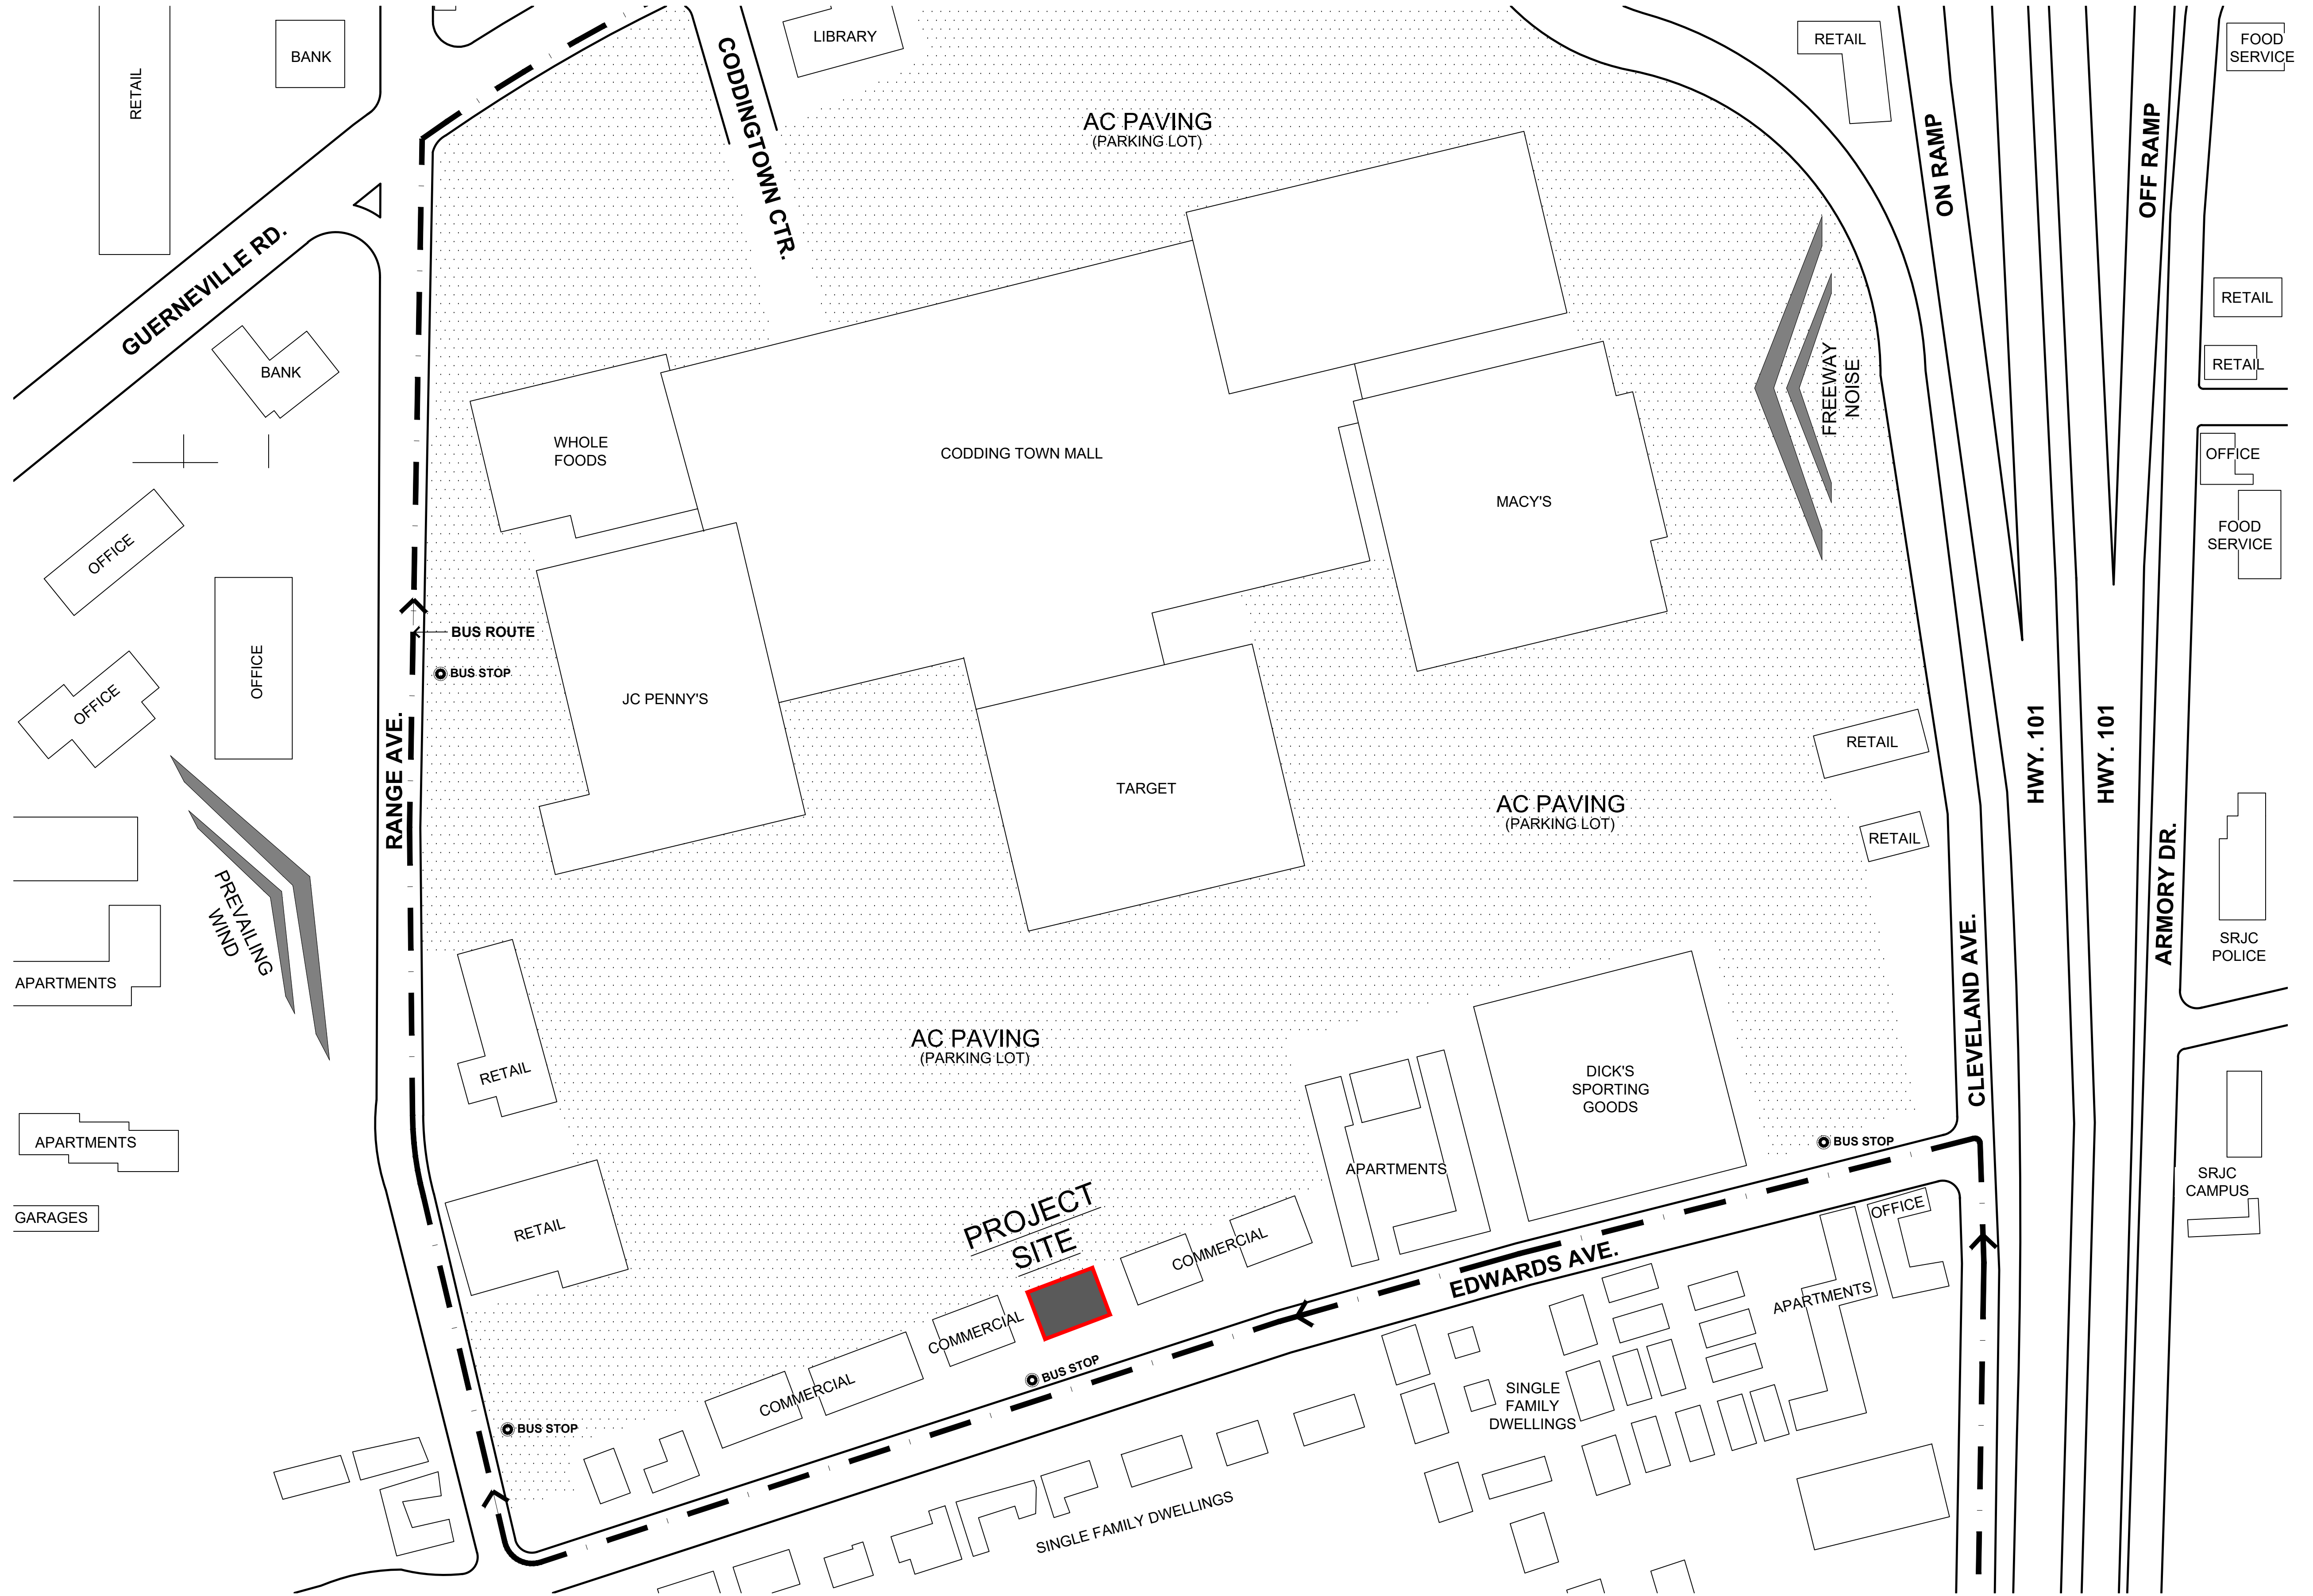 LIBRARY
RETAIL
FOOD
SERVICE
BANK
RETAIL
CODDINGTOWN CTR.
AC PAVING
(PARKING LOT)
ON RAMP
OFF RAMP
GUERNEVILLE RD.
RETAIL
RETAIL
BANK
FREEWAY
NOISE
WHOLE
FOODS
CODDING TOWN MALL
MACY'S
OFFICE
FOOD
SERVICE
OFFICE
OFFICE
OFFICE
BUS ROUTE
BUS STOP
JC PENNY'S
RANGE AVE.
TARGET
RETAIL
AC PAVING
(PARKING LOT)
RETAIL
HWY. 101
HWY. 101
ARMORY DR.
PREVAILING
WIND
APARTMENTS
SRJC
POLICE
CLEVELAND AVE.
AC PAVING
(PARKING LOT)
RETAIL
DICK'S
SPORTING
GOODS
APARTMENTS
BUS STOP
APARTMENTS
SRJC
CAMPUS
GARAGES
RETAIL
PROJECT
SITE
COMMERCIAL
OFFICE
EDWARDS AVE.
APARTMENTS
COMMERCIAL
BUS STOP
COMMERCIAL
SINGLE
FAMILY
DWELLINGS
BUS STOP
SINGLE FAMILY DWELLINGS